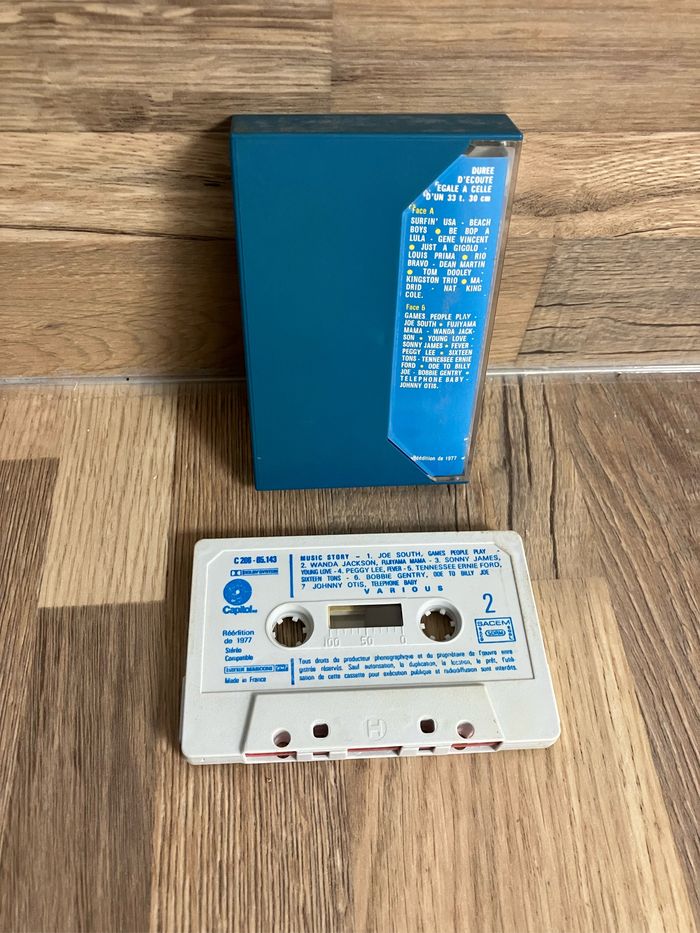 DUREE
D'ECOUTE
EGALE A CELLE
D'UN 33 t. 30 cm
Face A
SURFIN' USA - BEACH
BOYS • BE BOP A
LULA - GENE VINCENT
• JUST A GIGOLO -
LOUIS PRIMA • RIO
BRAVO - DEAN MARTIN
• TOM DOOLEY -
KINGSTON TRIO • MA-
DRID - NAT KING
COLE.
Face B
GAMES PEOPLE PLAY -
JOE SOUTH • FUJIYAMA
MAMA - WANDA JACK-
SON • YOUNG LOVE -
SONNY JAMES • FEVER -
PEGGY LEE • SIXTEEN
TONS - TENNESSEE ERNIE
FORD • ODE TO BILLY
JOE - BOBBIE GENTRY •
TELEPHONE BABY -
JOHNNY OTIS.
Réédition de 1977
C 266 - 85.143
DOLBY SYSTEM
Capitol
Réédition
de 1977
Stéréo
Compatible
Made in France
MUSIC STORY - 1. JOE SOUTH, GAMES PEOPLE PLAY
2. WANDA JACKSON, FUJIYAMA MAMA - 3. SONNY JAMES,
YOUNG LOVE - 4. PEGGY LEE, FEVER - 5. TENNESSEE ERNIE FORD,
SIXTEEN TONS - 6. BOBBIE GENTRY, ODE TO BILLY JOE
7 JOHNNY OTIS, TELEPHONE BABY
VARIOUS
2
SACEM
SDRM
100 50 0
Tous droits du producteur phonographique et du propriétaire de l'œuvre enre
gistrée réservés. Sauf autorisation, la duplication, la location, le prêt, l'utili-
sation de cette cassette pour exécution publique et radiodiffusion sont interdits.
H